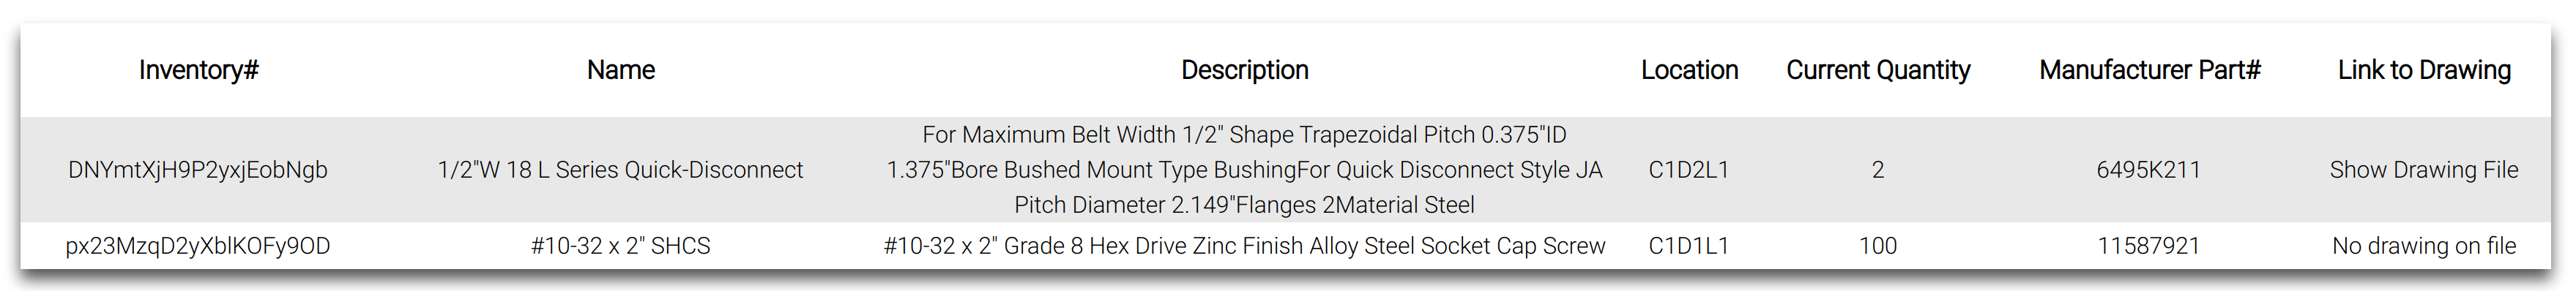 Inventory# Name Description Location Current Quantity Manufacturer Part# Link to Drawing
For Maximum Belt Width 1/2" Shape Trapezoidal Pitch 0.375"ID
DNYmtXjH9P2yxjEobNgb 1/2"W 18 L Series Quick-Disconnect 1.375"Bore Bushed Mount Type BushingFor Quick Disconnect Style JA C1D2L1 2 6495K211 Show Drawing File
Pitch Diameter 2.149"Flanges 2Material Steel
px23MzqD2yXblKOFy9OD #10-32 x 2" SHCS #10-32 x 2" Grade 8 Hex Drive Zinc Finish Alloy Steel Socket Cap Screw C1D1L1 100 11587921 No drawing on file